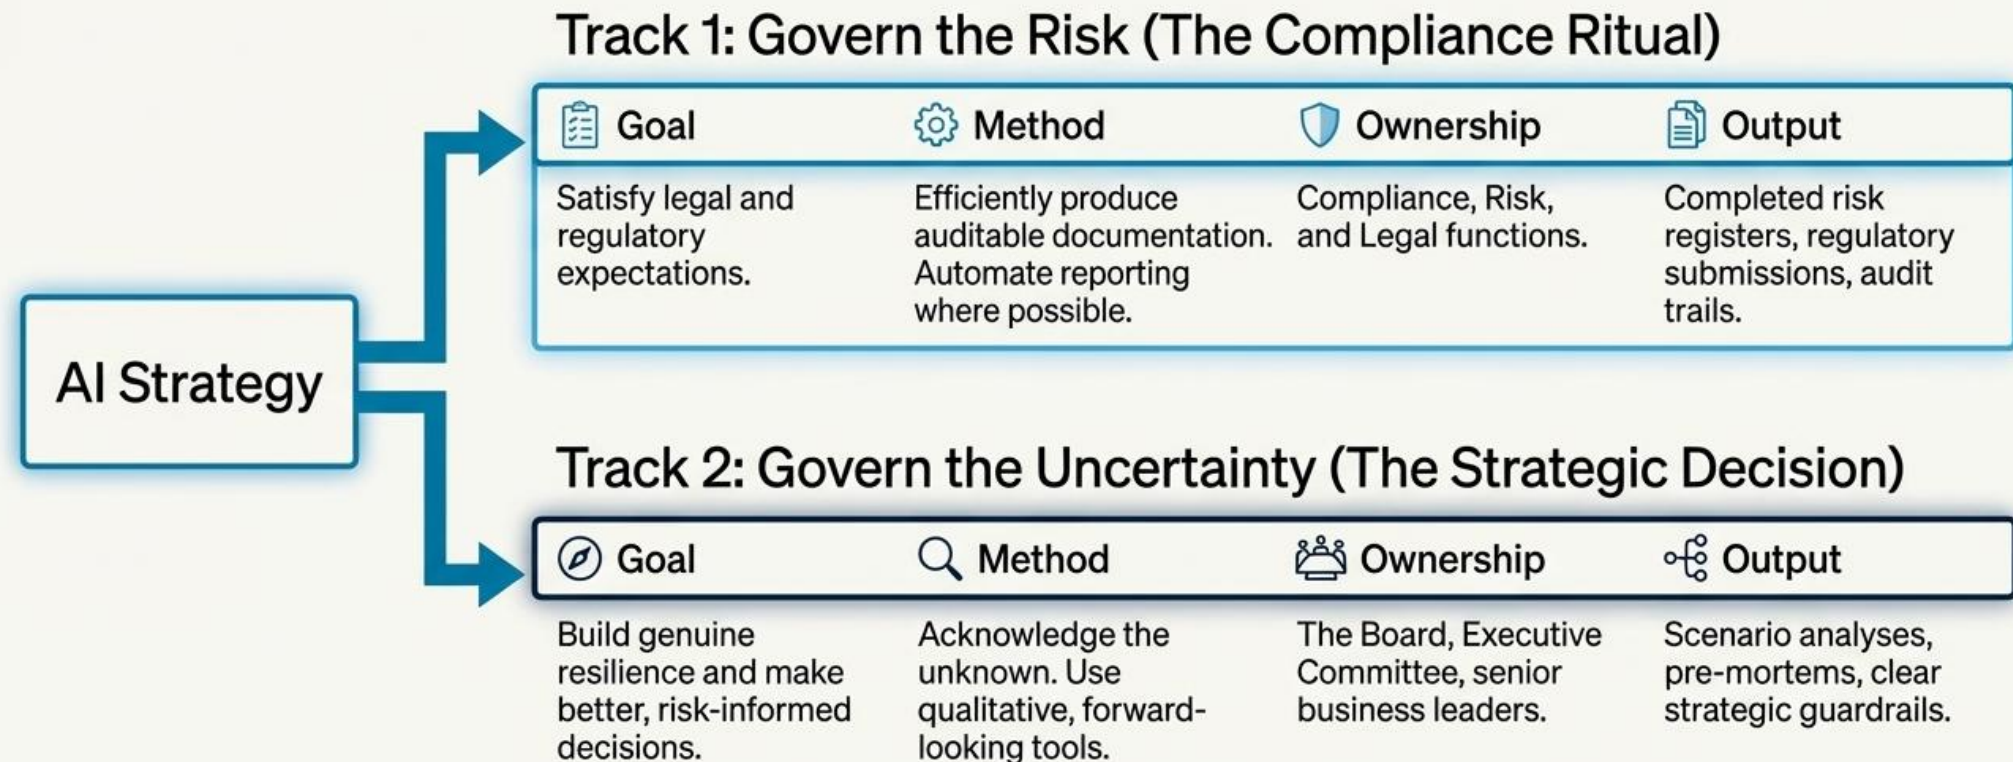 Track 1: Govern the Risk (The Compliance Ritual)
Goal
Method
Ownership
Output
Satisfy legal and
regulatory
expectations.
Efficiently produce
auditable documentation.
Automate reporting
where possible.
Compliance, Risk,
and Legal functions.
Completed risk
registers, regulatory
submissions, audit
trails.
AI Strategy
Track 2: Govern the Uncertainty (The Strategic Decision)
Goal
Method
Ownership
Output
Build genuine
resilience and make
better, risk-informed
decisions.
Acknowledge the
unknown. Use
qualitative, forward-
looking tools.
The Board, Executive
Committee, senior
business leaders.
Scenario analyses,
pre-mortems, clear
strategic guardrails.